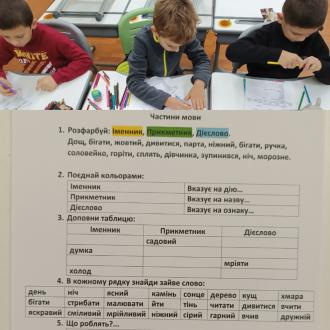 WHITE
Частини мови
1. Розфарбуй: Іменник, Прикметник, Дієслово.
Дощ, бігати, жовтий, дивитися, парта, ніжний, бігати, ручка,
соловейко, горіти, сплять, дівчинка, зупинився, ніч, морозне.
2. Поєднай кольорами:
Іменник Вказує на дію…
Прикметник Вказує на назву…
Дієслово Вказує на ознаку…
3. Доповни таблицю:
Іменник Прикметник Дієслово
садовий
думка
мріяти
холод
4. В кожному рядку знайди зайве слово:
день ніч ясний камінь сонце дерево кущ хмара
бігати стрибати малювати йти тінь читати дивитися вчити
яскравий сміливий мрійливий ніжний сірий гарний вчив дружній
5. Що роблять?...